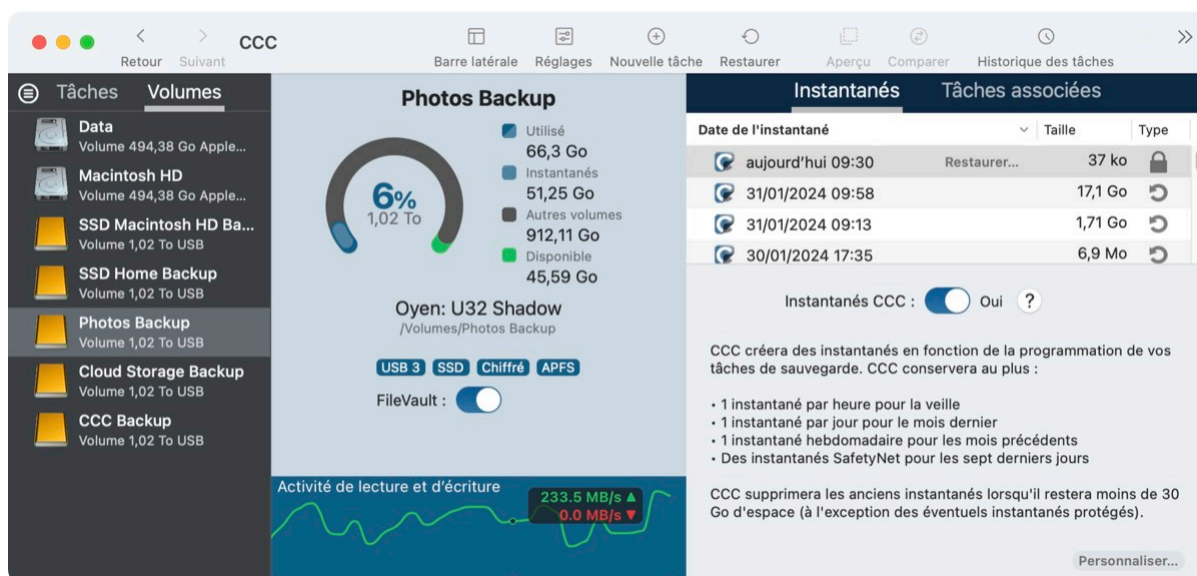 CCC
Retour
Suivant
Barre latérale
Réglages
Nouvelle tâche
Restaurer
Aperçu
Comparer
Historique des tâches
Tâches
Volumes
Data
Volume 494,38 Go Apple...
Macintosh HD
Volume 494,38 Go Apple...
SSD Macintosh HD Ba...
Volume 1,02 To USB
SSD Home Backup
Volume 1,02 To USB
Photos Backup
Volume 1,02 To USB
Cloud Storage Backup
Volume 1,02 To USB
CCC Backup
Volume 1,02 To USB
Photos Backup
6%
1,02 To
Utilisé
66,3 Go
Instantanés
51,25 Go
Autres volumes
912,11 Go
Disponible
45,59 Go
Oyen: U32 Shadow
/Volumes/Photos Backup
USB 3 SSD Chiffré APFS
FileVault :
Activité de lecture et d'écriture
233.5 MB/s ▲
0.0 MB/s ▼
Instantanés
Tâches associées
Date de l'instantané Taille Type
aujourd'hui 09:30 Restaurer... 37 ko
31/01/2024 09:58 17,1 Go
31/01/2024 09:13 1,71 Go
30/01/2024 17:35 6,9 Mo
Instantanés CCC : Oui ?
CCC créera des instantanés en fonction de la programmation de vos
tâches de sauvegarde. CCC conservera au plus :
• 1 instantané par heure pour la veille
• 1 instantané par jour pour le mois dernier
• 1 instantané hebdomadaire pour les mois précédents
• Des instantanés SafetyNet pour les sept derniers jours
CCC supprimera les anciens instantanés lorsqu'il restera moins de 30
Go d'espace (à l'exception des éventuels instantanés protégés).
Personnaliser...